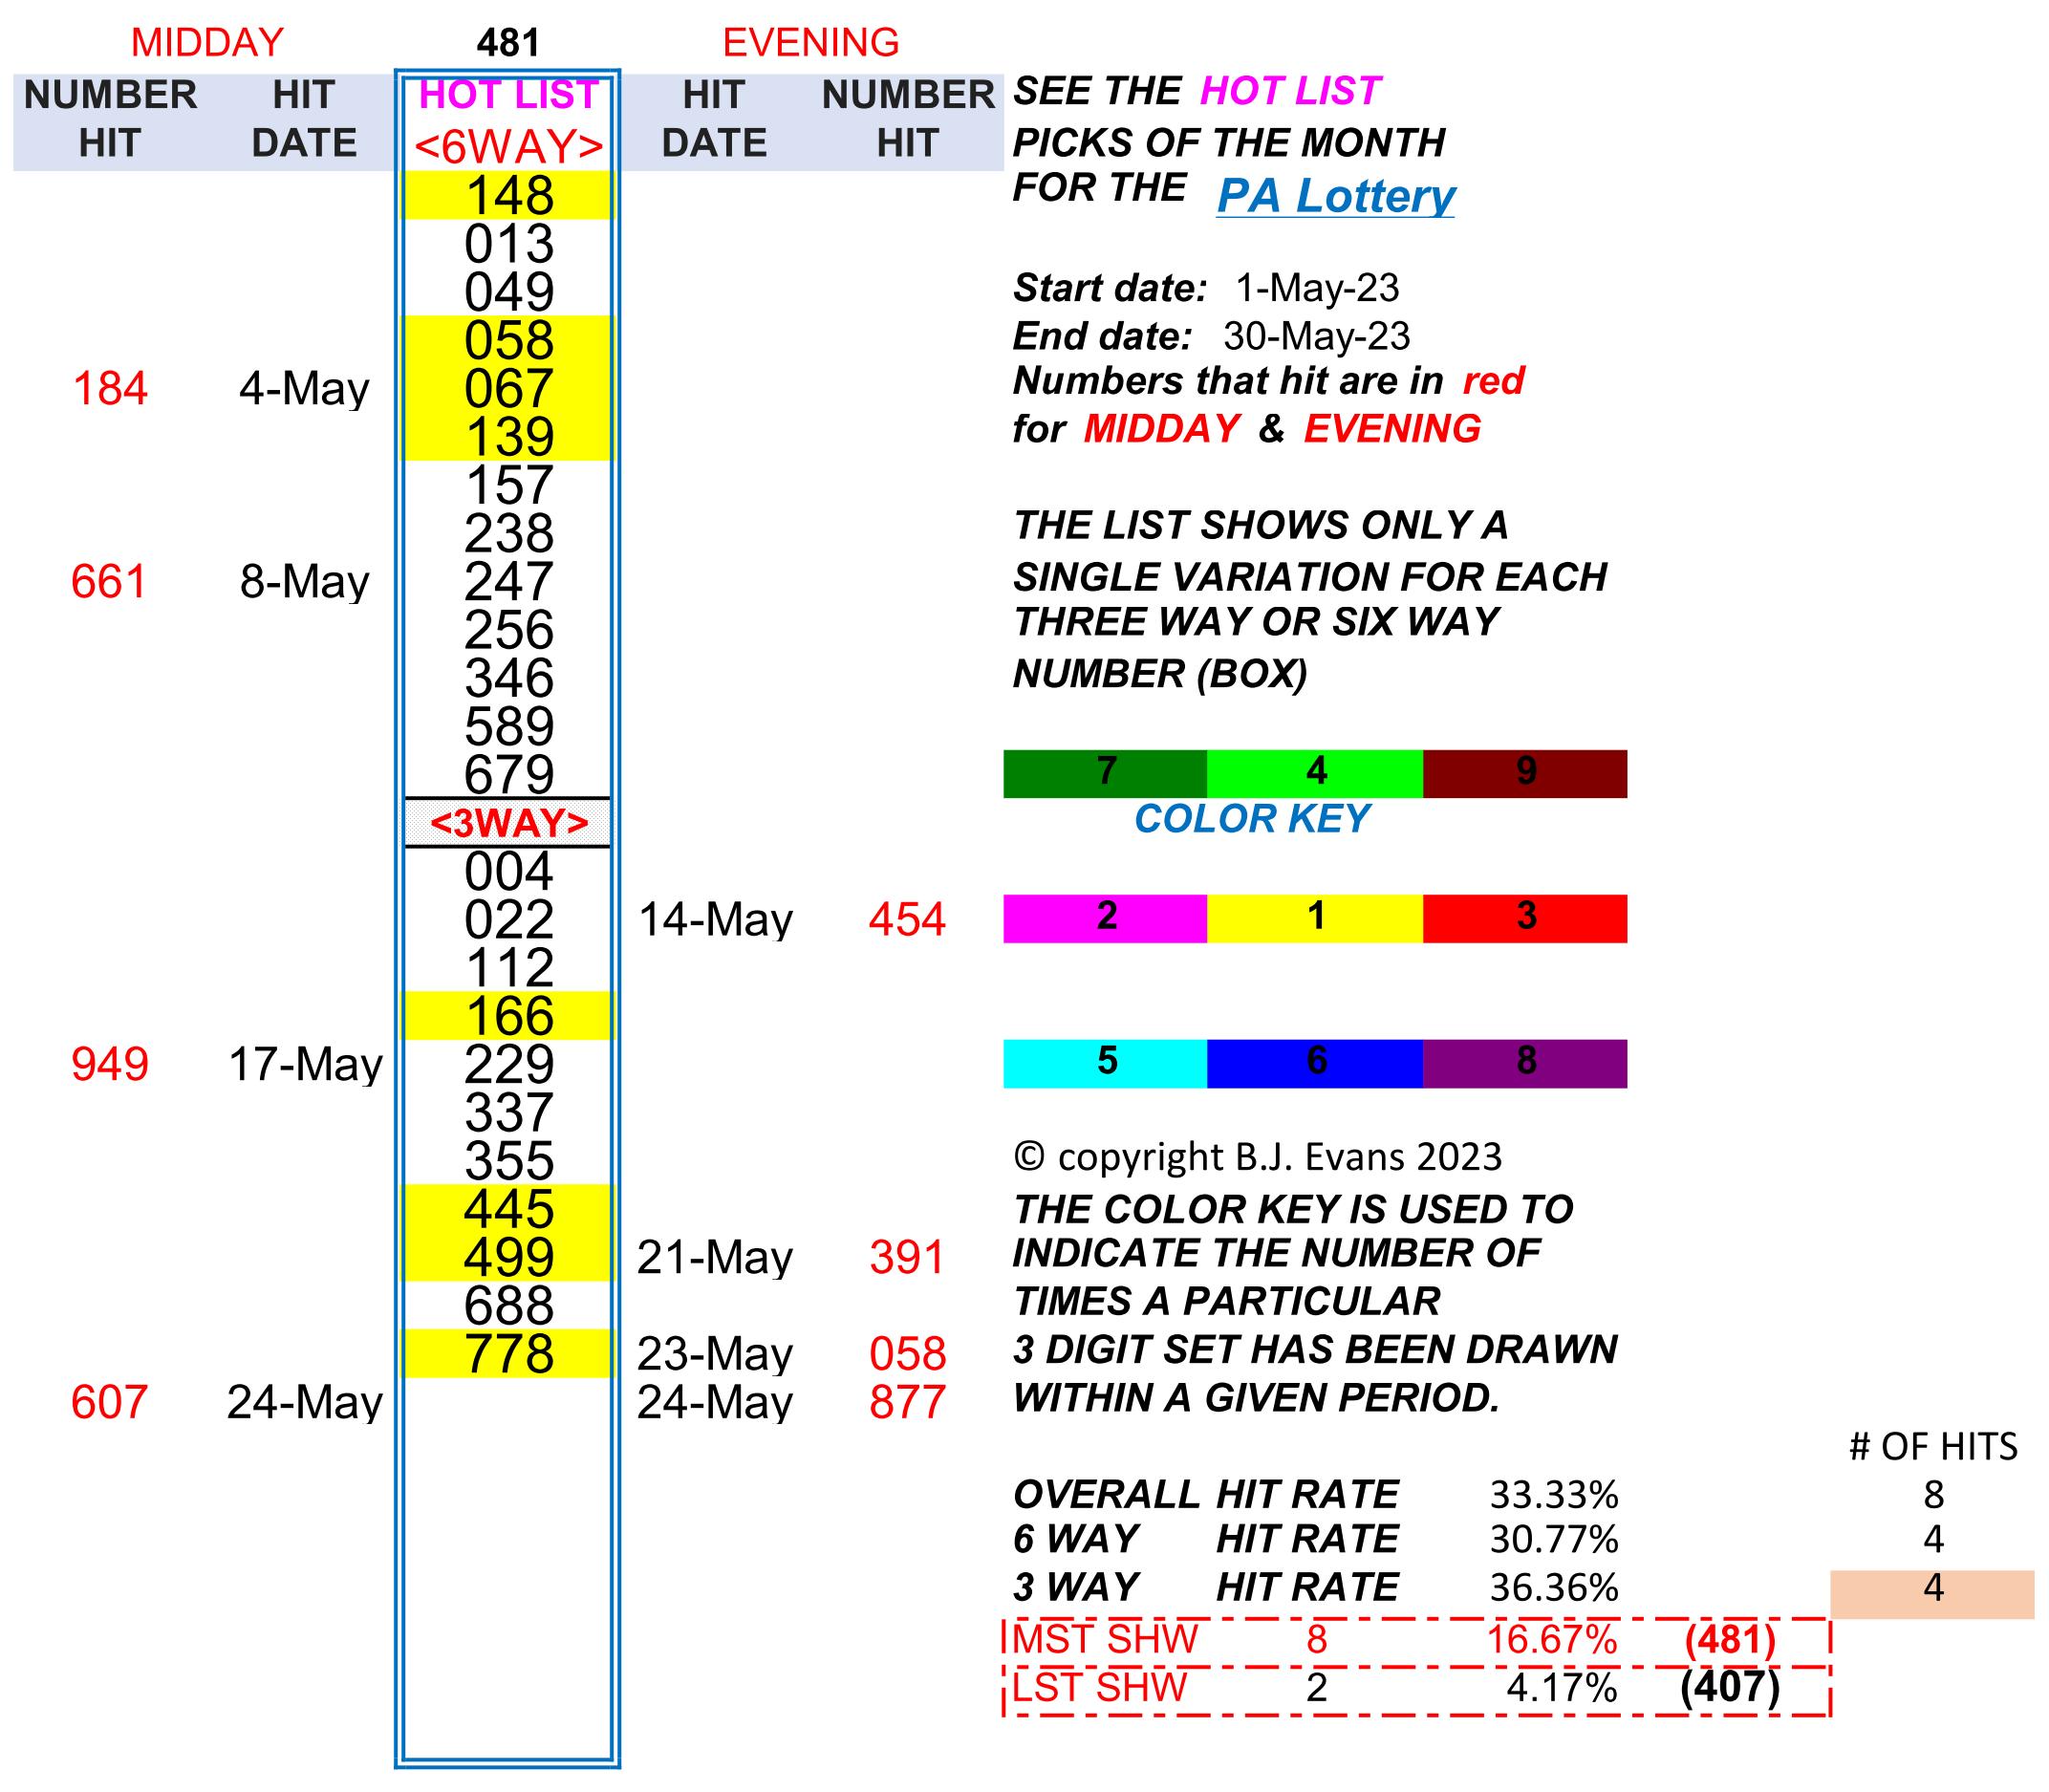 MIDDAY 481 EVENING
NUMBER HIT HOT LIST HIT NUMBER SEE THE HOT LIST
HIT DATE <6WAY> DATE HIT PICKS OF THE MONTH
148 FOR THE PA Lottery
013
049 Start date: 1-May-23
058 End date: 30-May-23
184 4-May 067 Numbers that hit are in red
139 for MIDDAY & EVENING
157
238 THE LIST SHOWS ONLY A
661 8-May 247 SINGLE VARIATION FOR EACH
256 THREE WAY OR SIX WAY
346 NUMBER (BOX)
589
679 7 4 9
<3WAY> COLOR KEY
004
022 14-May 454 2 1 3
112
166
949 17-May 229 5 6 8
337
355 © copyright B.J. Evans 2023
445 THE COLOR KEY IS USED TO
499 21-May 391 INDICATE THE NUMBER OF
688 TIMES A PARTICULAR
778 23-May 058 3 DIGIT SET HAS BEEN DRAWN
607 24-May 24-May 877 WITHIN A GIVEN PERIOD.
# OF HITS
OVERALL HIT RATE 33.33% 8
6 WAY HIT RATE 30.77% 4
3 WAY HIT RATE 36.36% 4
MST SHW 8 16.67% (481)
LST SHW 2 4.17% (407)